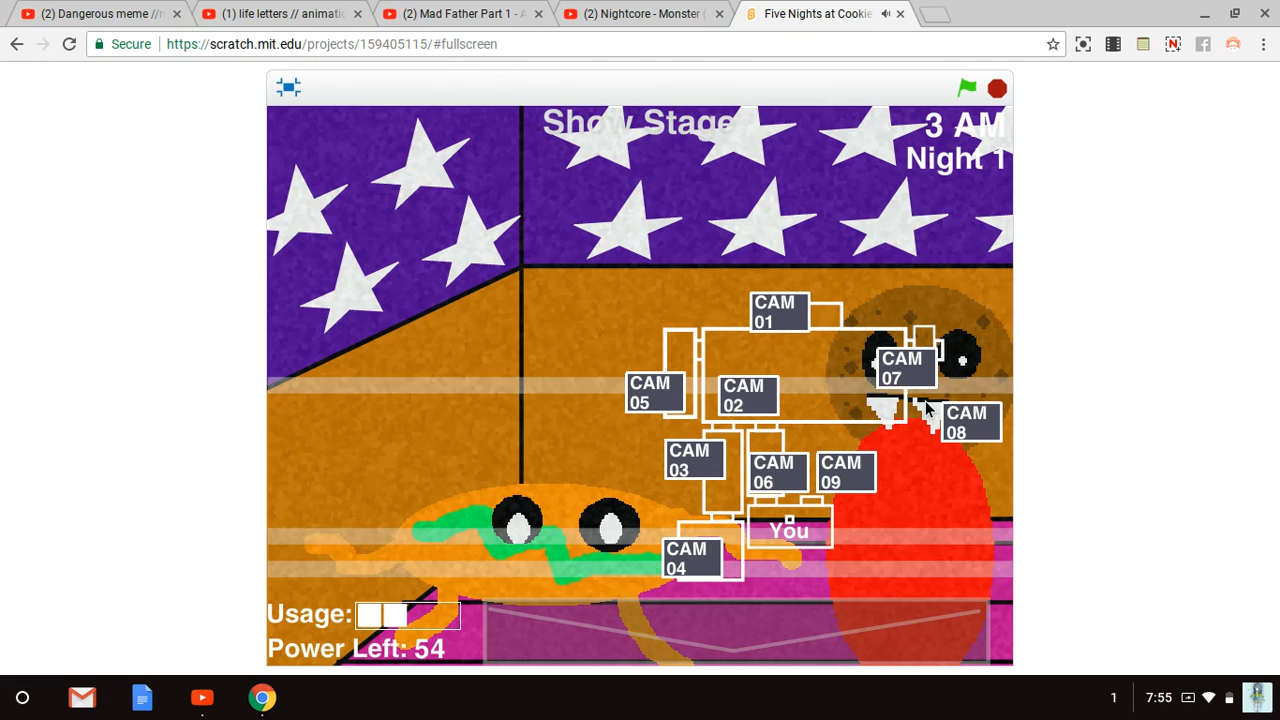 (2) Dangerous meme //n
(1) life letters // animatic
(2) Mad Father Part 1 - A
(2) Nightcore - Monster (
Five Nights at Cookie
Secure
https://scratch.mit.edu/projects/159405115/#fullscreen
Show Stage
3 AM
Night 1
CAM
01
CAM
07
CAM
05
CAM
02
CAM
08
CAM
03
CAM
06
CAM
09
You
CAM
04
Usage:
Power Left: 54
1
7:55